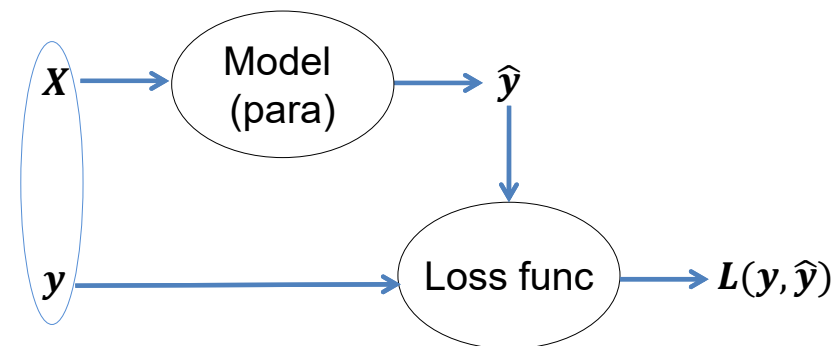 X
Model
(para)
ŷ
y
Loss func
L(y, ŷ)